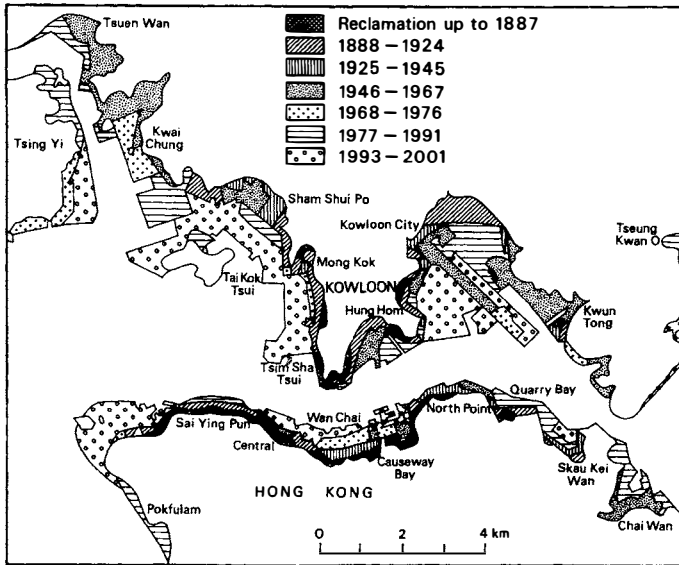 Tsuen Wan
Reclamation up to 1887
1888 – 1924
1925 – 1945
1946 – 1967
1968 – 1976
1977 – 1991
1993 – 2001
Tsing Yi
Kwai
Chung
Sham Shui Po
Kowloon City
Tseung
Kwan O
Mong Kok
Tai Kok
Tsui
KOWLOON
Hung Hom
Kwun
Tong
Tsim Sha
Tsui
Quarry Bay
Wan Chai
North Point
Sai Ying Pun
Central
Causeway
Bay
Skau Kei
Wan
HONG KONG
Pokfulam
Chai Wan
0 2 4 km